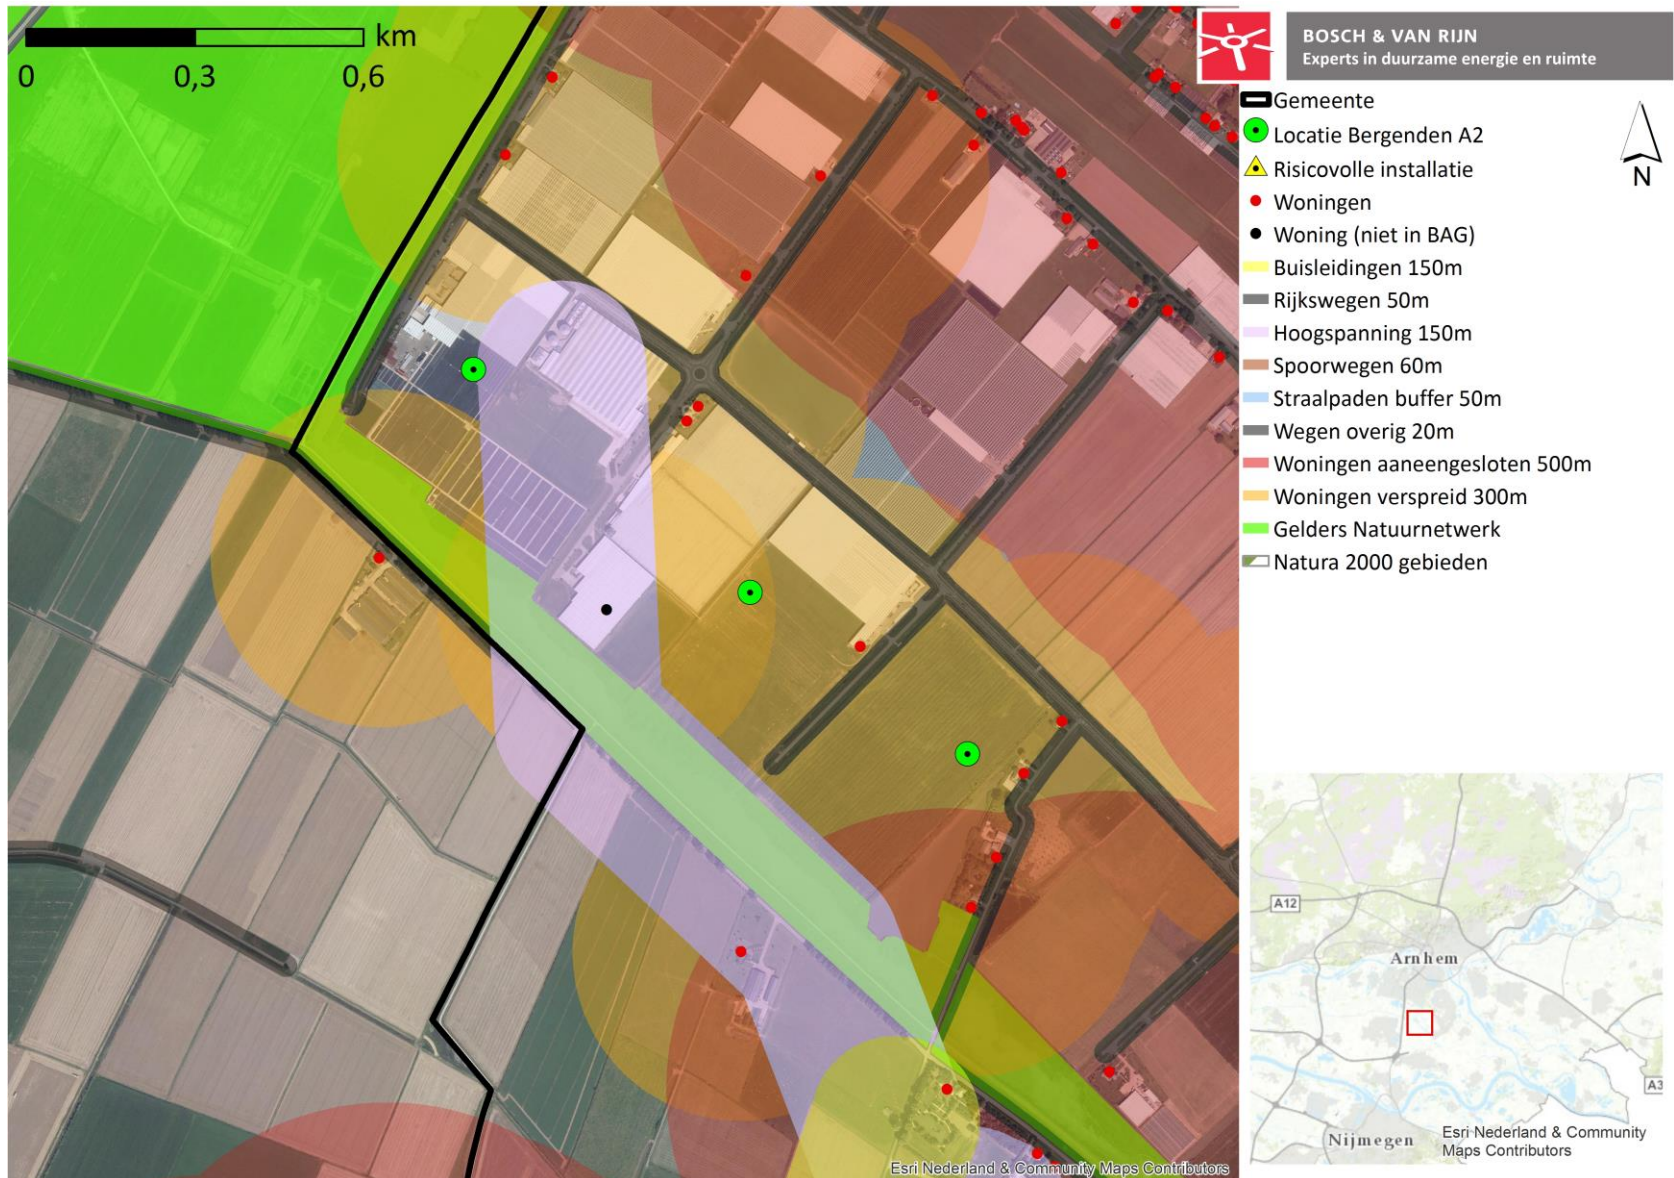 km
0 0,3 0,6
BOSCH & VAN RIJN
Experts in duurzame energie en ruimte
Gemeente
Locatie Bergenden A2
Risicovolle installatie
Woningen
Woning (niet in BAG)
Buisleidingen 150m
Rijkswegen 50m
Hoogspanning 150m
Spoorwegen 60m
Straalpaden buffer 50m
Wegen overig 20m
Woningen aaneengesloten 500m
Woningen verspreid 300m
Gelders Natuurnetwerk
Natura 2000 gebieden
N
A12
Arnhem
A3
Nijmegen
Esri Nederland & Community
Maps Contributors
Esri Nederland & Community Maps Contributors